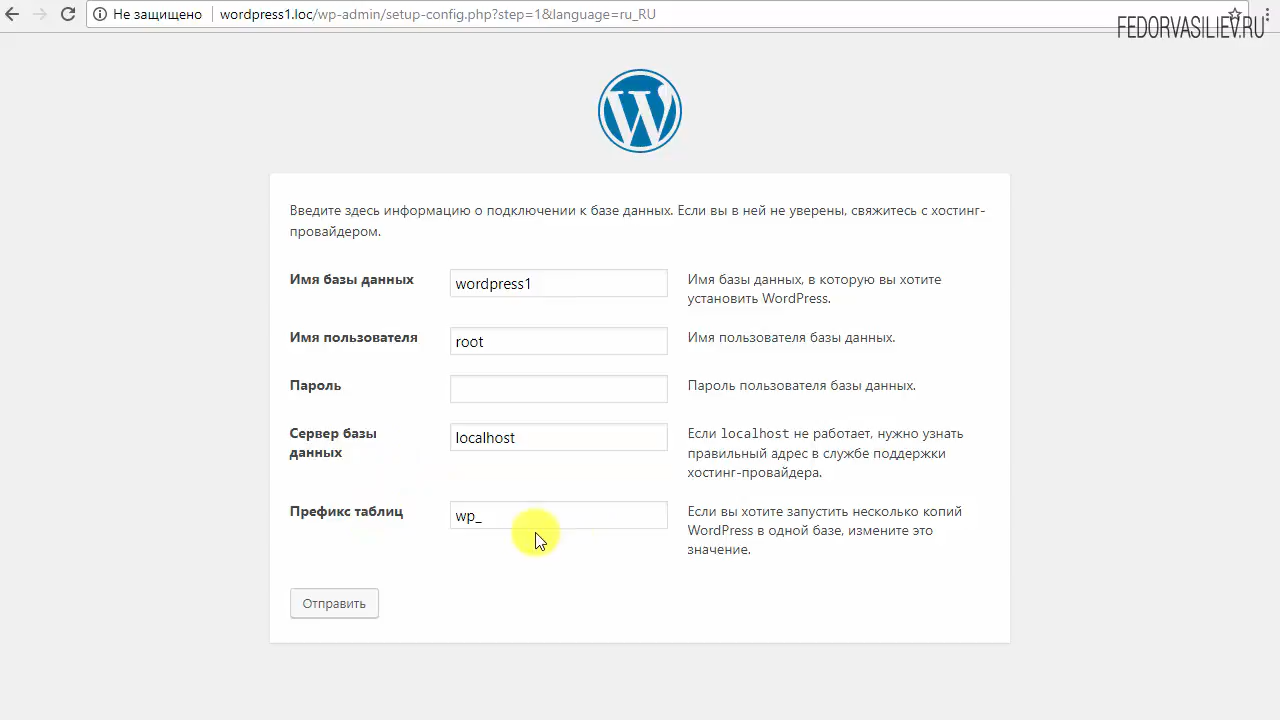 Не защищено wordpress1.loc/wp-admin/setup-config.php?step=1&language=ru_RU
FEDORVASILIEV.RU
Введите здесь информацию о подключении к базе данных. Если вы в ней не уверены, свяжитесь с хостинг-
провайдером.
Имя базы данных
wordpress1
Имя базы данных, в которую вы хотите
установить WordPress.
Имя пользователя
root
Имя пользователя базы данных.
Пароль
Пароль пользователя базы данных.
Сервер базы
данных
localhost
Если localhost не работает, нужно узнать
правильный адрес в службе поддержки
хостинг-провайдера.
Префикс таблиц
wp_
Если вы хотите запустить несколько копий
WordPress в одной базе, измените это
значение.
Отправить